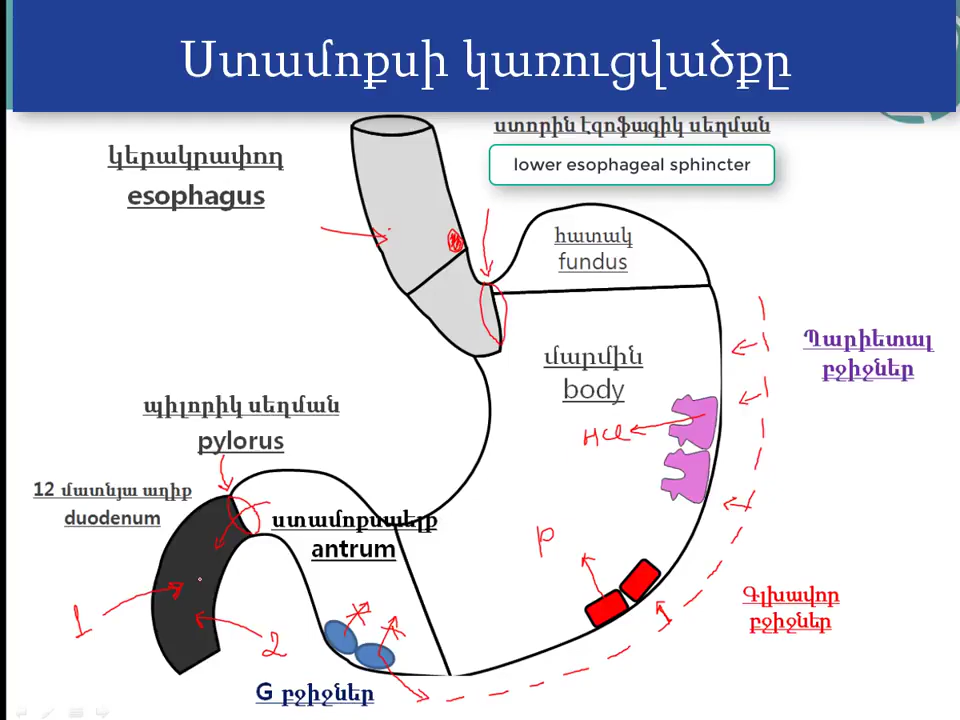 Ստամոքսի կառուցվածքը
ստորին էզոֆագիկ սեղման
lower esophageal sphincter
կերակրափող
esophagus
հատակ
fundus
Պարիետալ
բջիջներ
մարմին
body
HCl
պիլորիկ սեղման
pylorus
12 մատնյա աղիք
duodenum
ստամոքսաելք
antrum
P
Գլխավոր
բջիջներ
1
2
G բջիջներ